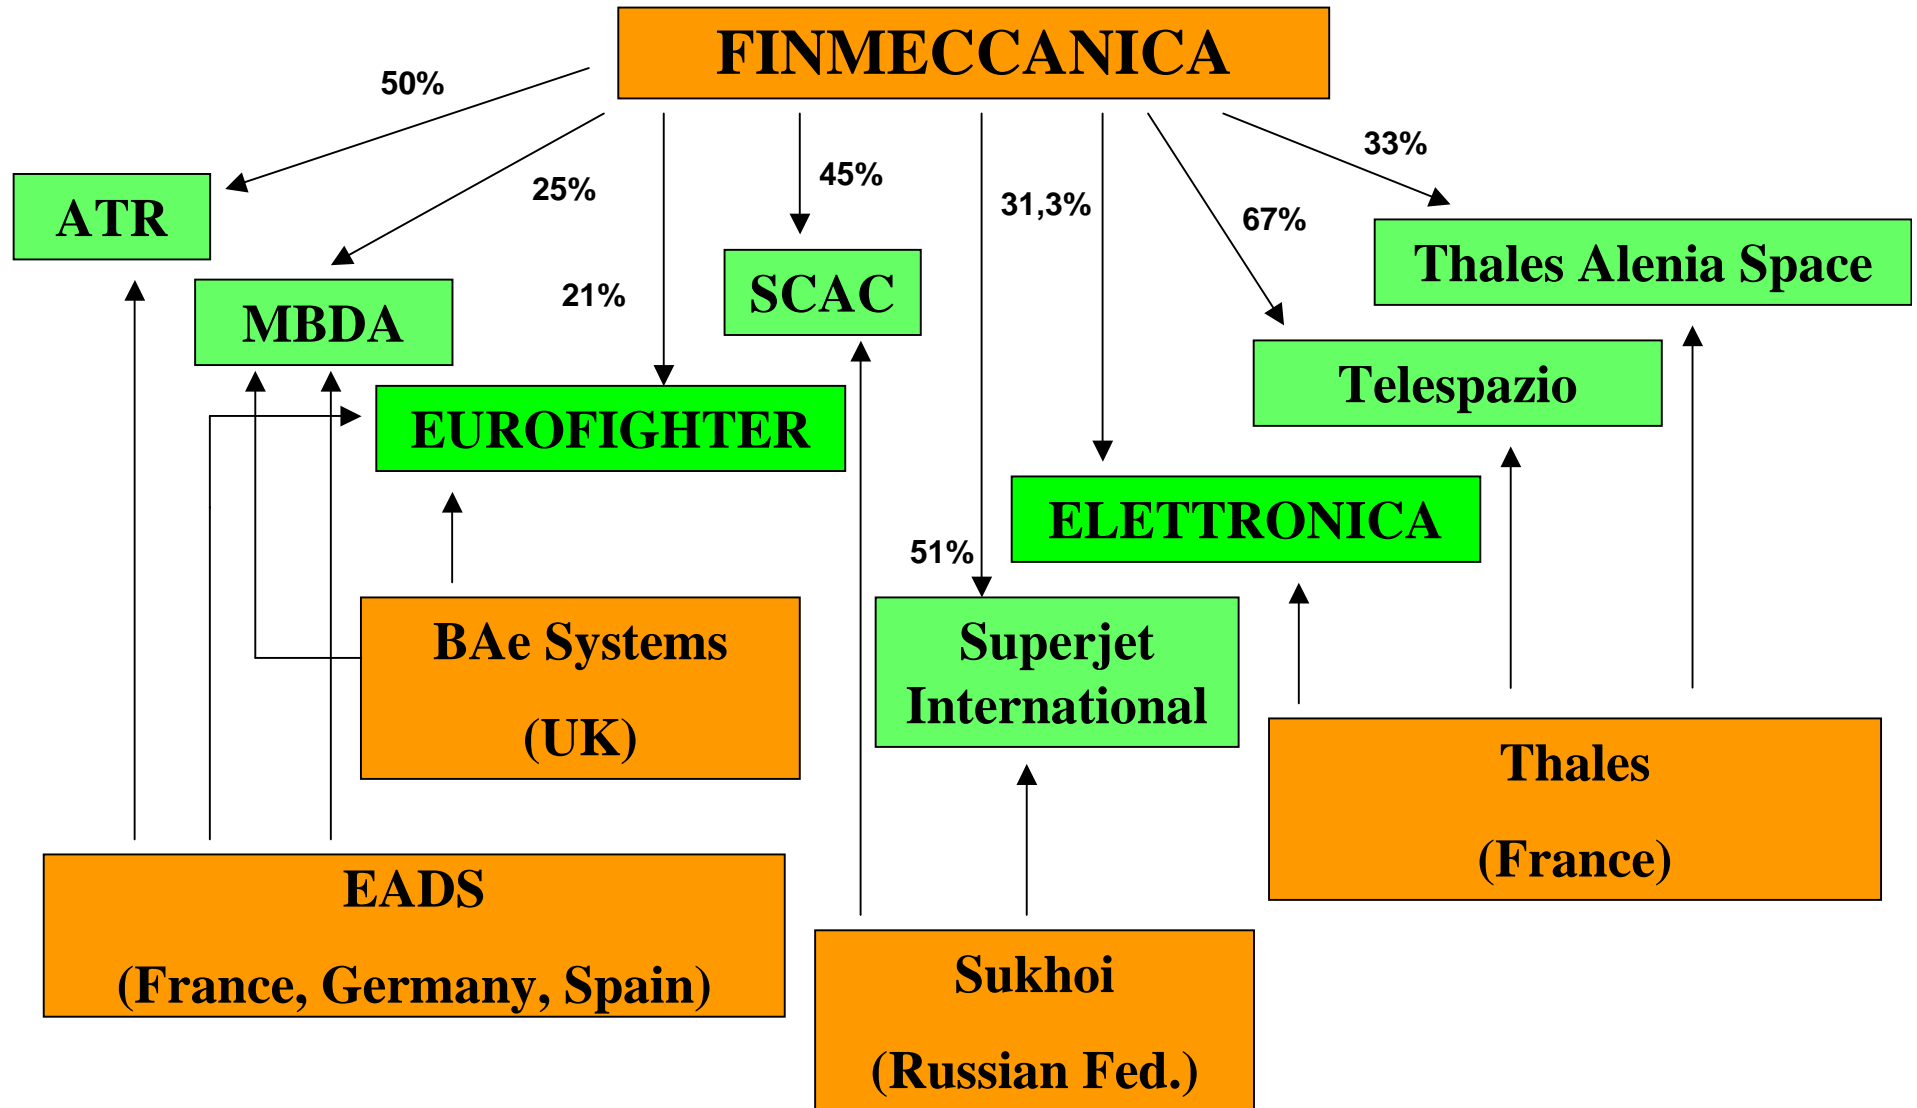 FINMECCANICA
50%
33%
25%
45%
31,3%
67%
ATR
21%
SCAC
Thales Alenia Space
MBDA
Telespazio
EUROFIGHTER
ELETTRONICA
51%
BAe Systems
(UK)
Superjet
International
Thales
(France)
EADS
(France, Germany, Spain)
Sukhoi
(Russian Fed.)